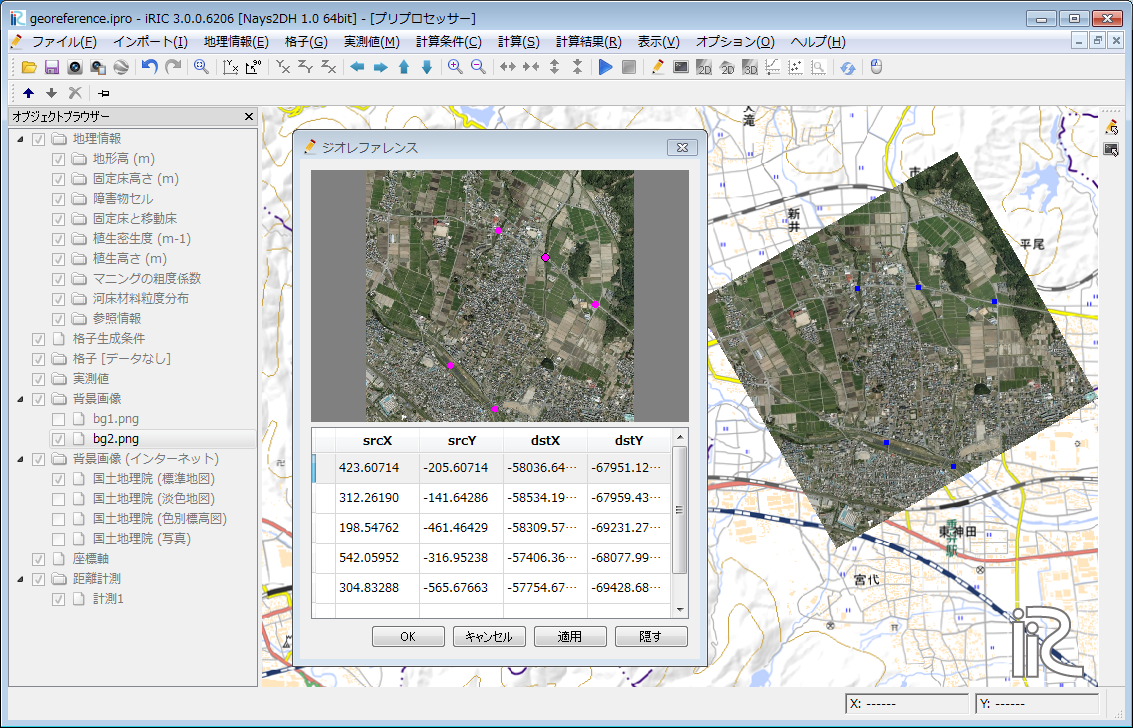 georeference.ipro - iRIC 3.0.0.6206 [Nays2DH 1.0 64bit] - [プリプロセッサー]
ファイル(F) インポート(I) 地理情報(E) 格子(G) 実測値(M) 計算条件(C) 計算(S) 計算結果(R) 表示(V) オプション(O) ヘルプ(H)
オブジェクトブラウザー
地理情報
地形高 (m)
固定床高さ (m)
障害物セル
固定床と移動床
植生密生度 (m-1)
植生高さ (m)
マニングの粗度係数
河床材料粒度分布
参照情報
格子生成条件
格子 [データなし]
実測値
背景画像
bg1.png
bg2.png
背景画像 (インターネット)
国土地理院 (標準地図)
国土地理院 (淡色地図)
国土地理院 (色別標高図)
国土地理院 (写真)
座標軸
距離計測
計測1
ジオレファレンス
srcX srcY dstX dstY
423.60714 -205.60714 -58036.64… -67951.12…
312.26190 -141.64286 -58534.19… -67959.43…
198.54762 -461.46429 -58309.57… -69231.27…
542.05952 -316.95238 -57406.36… -68077.99…
304.83288 -565.67663 -57754.67… -69428.68…
OK キャンセル 適用 隠す
滝
新井
市
平尾
東神田
垂井駅
宮代
iRIC
X: ------ Y: ------